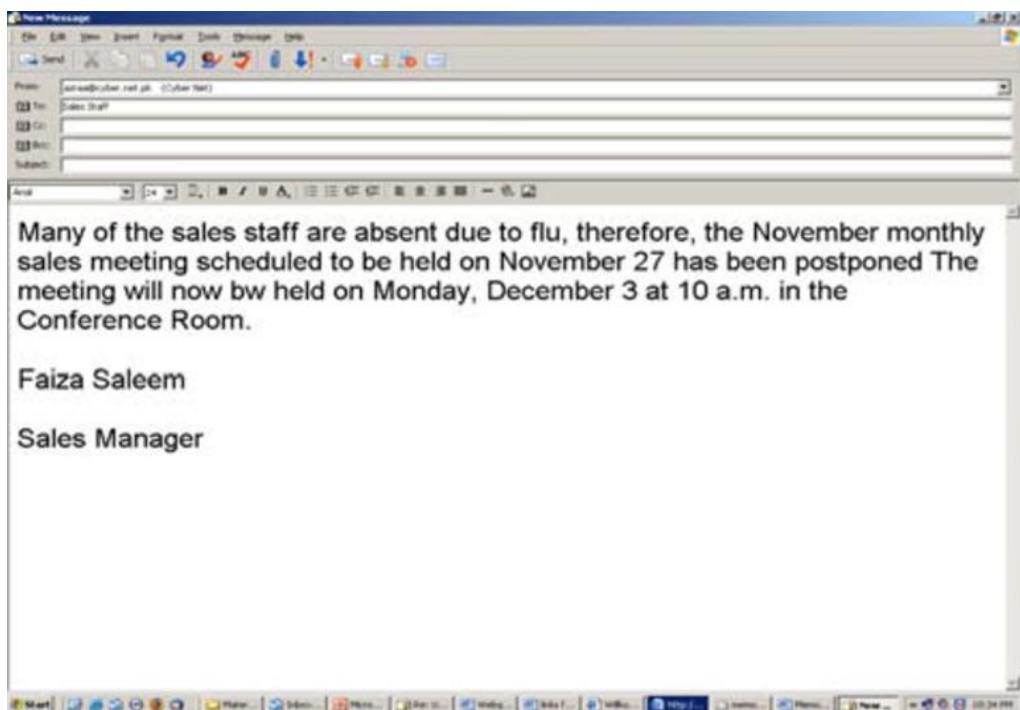 New Message
File Edit View Insert Format Tools Message Help
Send
From: (Cyber Net)
To: Sales Staff
Cc:
Bcc:
Subject:
Arial 24
Many of the sales staff are absent due to flu, therefore, the November monthly
sales meeting scheduled to be held on November 27 has been postponed The
meeting will now bw held on Monday, December 3 at 10 a.m. in the
Conference Room.
Faiza Saleem
Sales Manager
Start